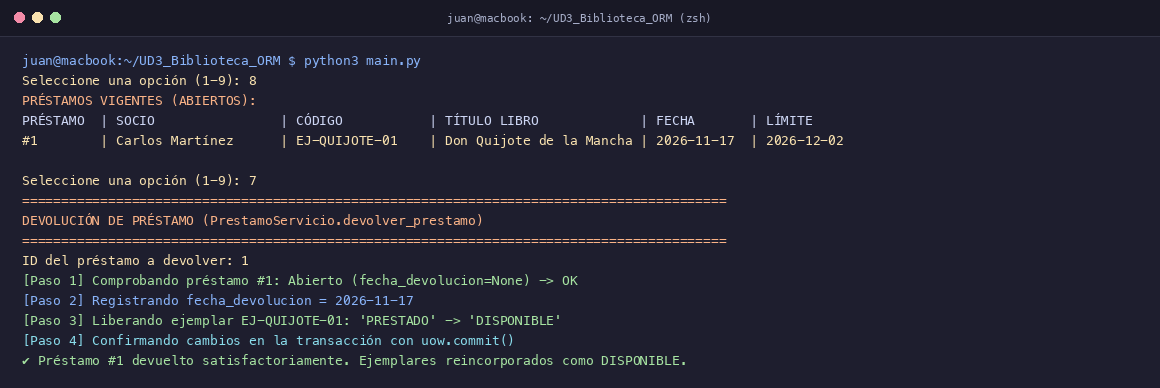 juan@macbook: ~/UD3_Biblioteca_ORM (zsh)
juan@macbook:~/UD3_Biblioteca_ORM $ python3 main.py
Seleccione una opción (1-9): 8
PRÉSTAMOS VIGENTES (ABIERTOS):
PRÉSTAMO  | SOCIO                | CÓDIGO           | TÍTULO LIBRO             | FECHA       | LÍMITE
#1        | Carlos Martínez      | EJ-QUIJOTE-01    | Don Quijote de la Mancha | 2026-11-17  | 2026-12-02
Seleccione una opción (1-9): 7
==========================================================================================
DEVOLUCIÓN DE PRÉSTAMO (PrestamoServicio.devolver_prestamo)
==========================================================================================
ID del préstamo a devolver: 1
[Paso 1] Comprobando préstamo #1: Abierto (fecha_devolucion=None) -> OK
[Paso 2] Registrando fecha_devolucion = 2026-11-17
[Paso 3] Liberando ejemplar EJ-QUIJOTE-01: 'PRESTADO' -> 'DISPONIBLE'
[Paso 4] Confirmando cambios en la transacción con uow.commit()
✔ Préstamo #1 devuelto satisfactoriamente. Ejemplares reincorporados como DISPONIBLE.